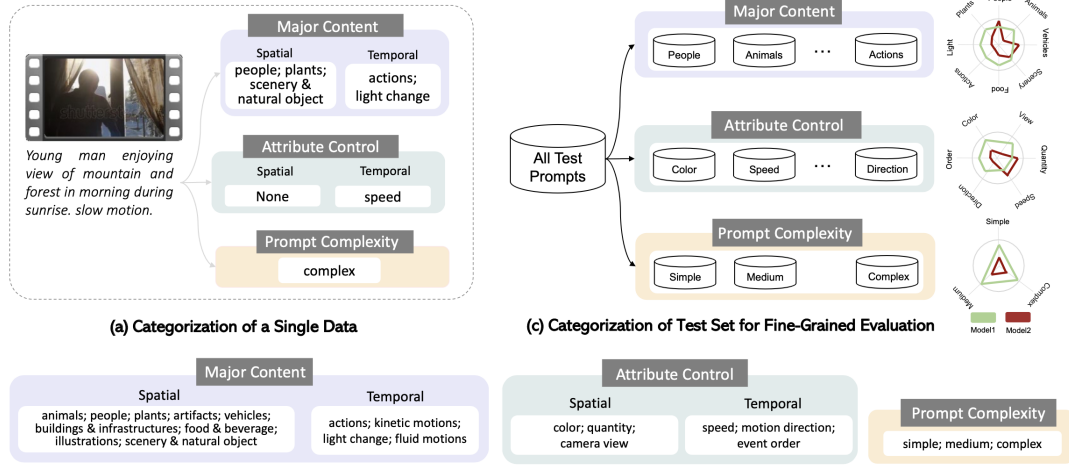 Major Content
Spatial
Temporal
people; plants;
scenery &
natural object
actions;
light change
Young man enjoying
view of mountain and
forest in morning during
sunrise. slow motion.
Attribute Control
Spatial
Temporal
None
speed
Prompt Complexity
complex
(a) Categorization of a Single Data
All Test
Prompts
Major Content
People
Animals
...
Actions
Attribute Control
Color
Speed
...
Direction
Prompt Complexity
Simple
Medium
Complex
Plants
Animals
Light
Vehicles
Actions
Scenery
Food
Color
View
Order
Quantity
Direction
Speed
Simple
Medium
Complex
Model1
Model2
(c) Categorization of Test Set for Fine-Grained Evaluation
Major Content
Spatial
Temporal
animals; people; plants; artifacts; vehicles;
buildings & infrastructures; food & beverage;
illustrations; scenery & natural object
actions; kinetic motions;
light change; fluid motions
Attribute Control
Spatial
Temporal
color; quantity;
camera view
speed; motion direction;
event order
Prompt Complexity
simple; medium; complex